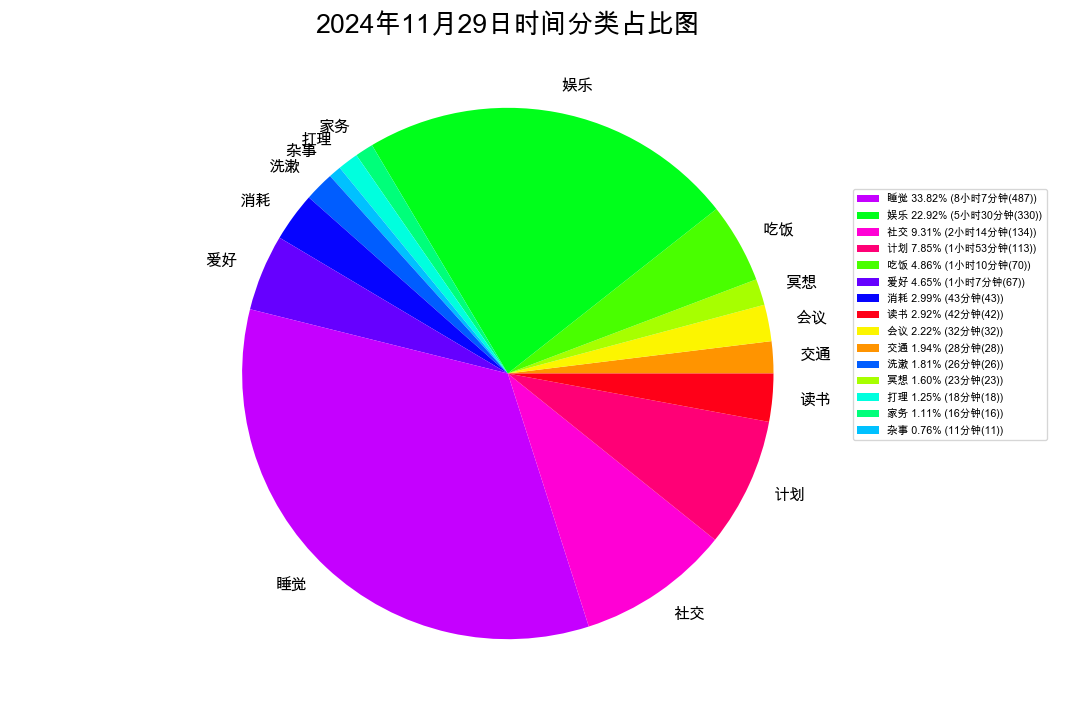 2024年11月29日时间分类占比图
娱乐
家务
打理
杂事
洗漱
消耗
爱好
睡觉
社交
计划
读书
交通
会议
冥想
吃饭
睡觉 33.82% (8小时7分钟(487))
娱乐 22.92% (5小时30分钟(330))
社交 9.31% (2小时14分钟(134))
计划 7.85% (1小时53分钟(113))
吃饭 4.86% (1小时10分钟(70))
爱好 4.65% (1小时7分钟(67))
消耗 2.99% (43分钟(43))
读书 2.92% (42分钟(42))
会议 2.22% (32分钟(32))
交通 1.94% (28分钟(28))
洗漱 1.81% (26分钟(26))
冥想 1.60% (23分钟(23))
打理 1.25% (18分钟(18))
家务 1.11% (16分钟(16))
杂事 0.76% (11分钟(11))